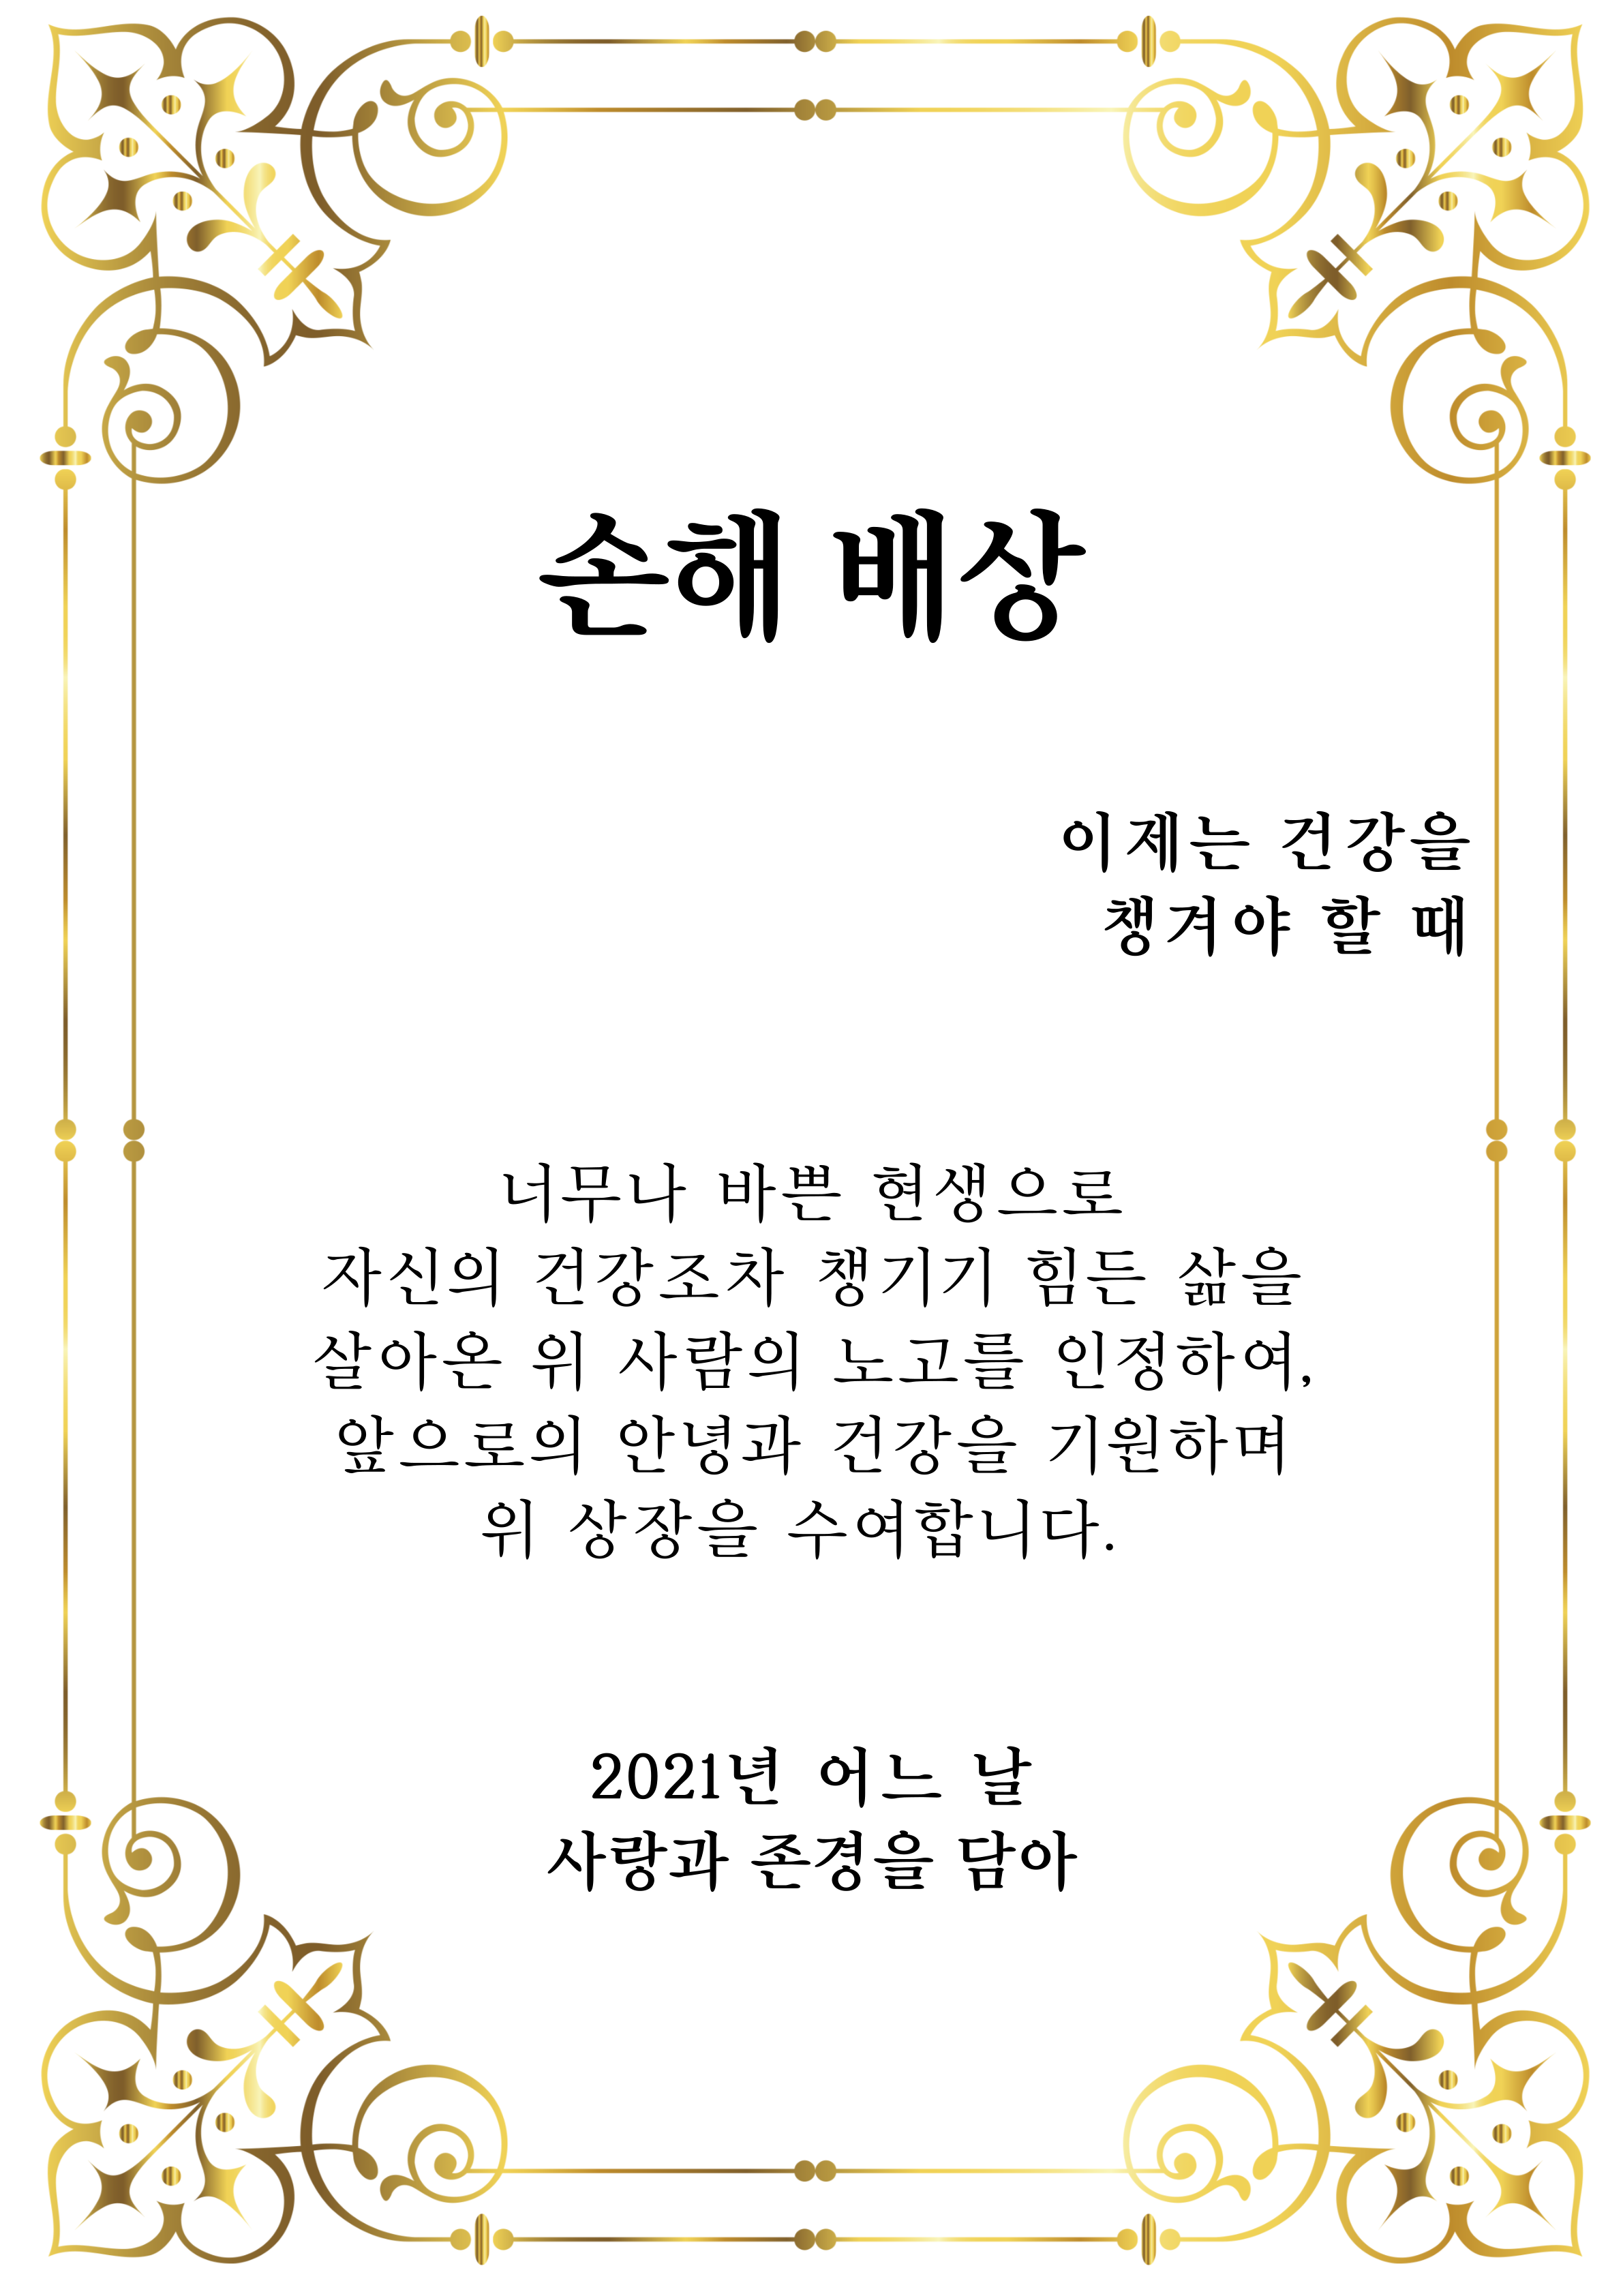 손해 배상
이제는 건강을
챙겨야 할 때
너무나 바쁜 현생으로
자신의 건강조차 챙기기 힘든 삶을
살아온 위 사람의 노고를 인정하여,
앞으로의 안녕과 건강을 기원하며
위 상장을 수여합니다.
2021년 어느 날
사랑과 존경을 담아